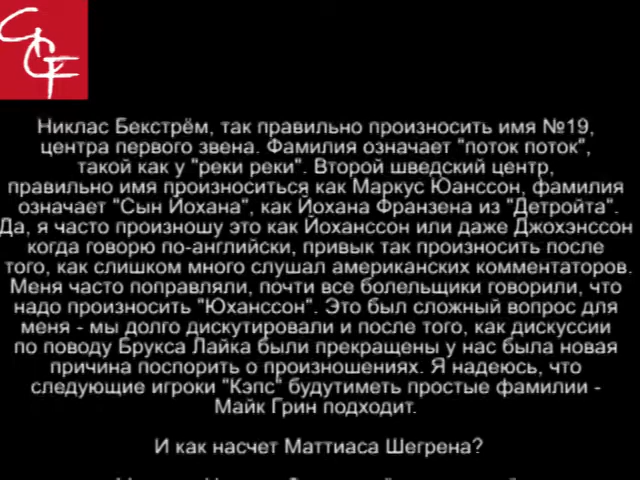 GCF
Никлас Бекстрём, так правильно произносить имя №19,
центра первого звена. Фамилия означает "поток поток",
такой как у "реки реки". Второй шведский центр,
правильно имя произноситься как Маркус Юанссон, фамилия
означает "Сын Йохана", как Йохана Франзена из "Детройта".
Да, я часто произношу это как Йоханссон или даже Джохэнссон
когда говорю по-английски, привык так произносить после
того, как слишком много слушал американских комментаторов.
Меня часто поправляли, почти все болельщики говорили, что
надо произносить "Юханссон". Это был сложный вопрос для
меня - мы долго дискутировали и после того, как дискуссии
по поводу Брукса Лайка были прекращены у нас была новая
причина поспорить о произношениях. Я надеюсь, что
следующие игроки "Кэпс" будутиметь простые фамилии -
Майк Грин подходит.
И как насчет Маттиаса Шегрена?